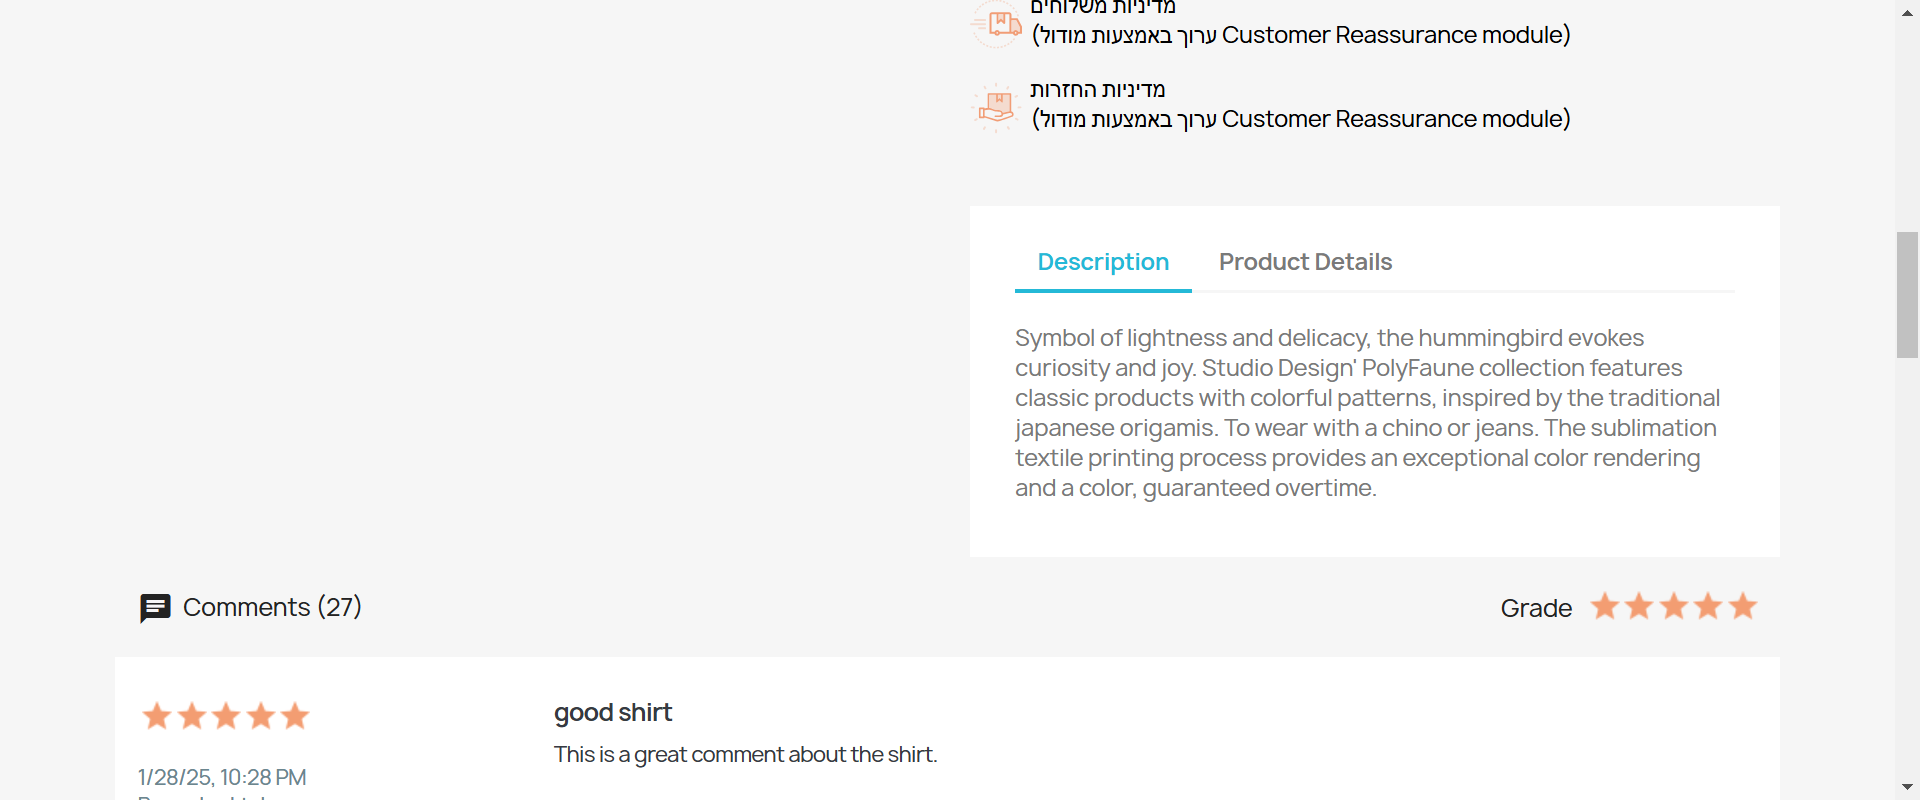 מדיניות משלוחים
(ערוך באמצעות מודול Customer Reassurance module)
מדיניות החזרות
(ערוך באמצעות מודול Customer Reassurance module)
Description Product Details
Symbol of lightness and delicacy, the hummingbird evokes
curiosity and joy. Studio Design' PolyFaune collection features
classic products with colorful patterns, inspired by the traditional
japanese origamis. To wear with a chino or jeans. The sublimation
textile printing process provides an exceptional color rendering
and a color, guaranteed overtime.
Comments (27)
Grade
good shirt
This is a great comment about the shirt.
1/28/25, 10:28 PM